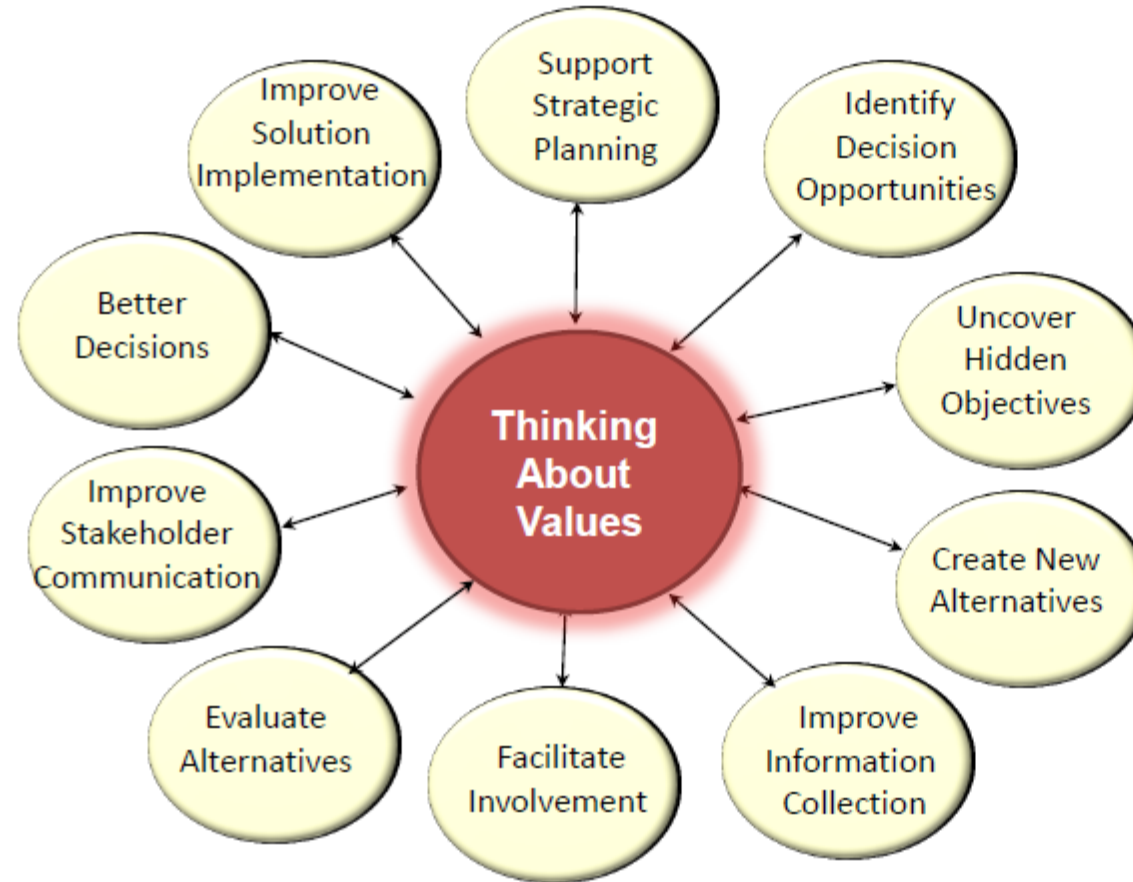 Support
Strategic
Planning
Identify
Decision
Opportunities
Uncover
Hidden
Objectives
Create New
Alternatives
Improve
Information
Collection
Facilitate
Involvement
Evaluate
Alternatives
Improve
Stakeholder
Communication
Better
Decisions
Improve
Solution
Implementation
Thinking
About
Values